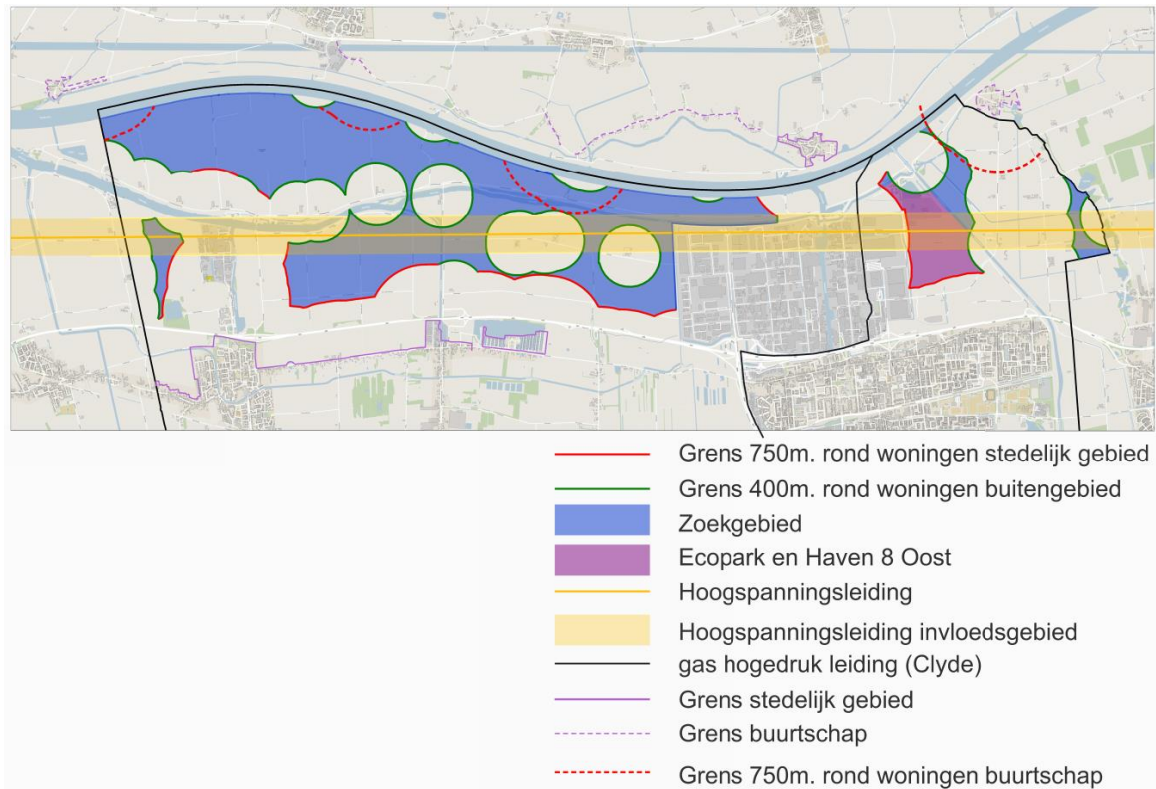 Grens 750m. rond woningen stedelijk gebied
Grens 400m. rond woningen buitengebied
Zoekgebied
Ecopark en Haven 8 Oost
Hoogspanningsleiding
Hoogspanningsleiding invloedsgebied
gas hogedruk leiding (Clyde)
Grens stedelijk gebied
Grens buurtschap
Grens 750m. rond woningen buurtschap